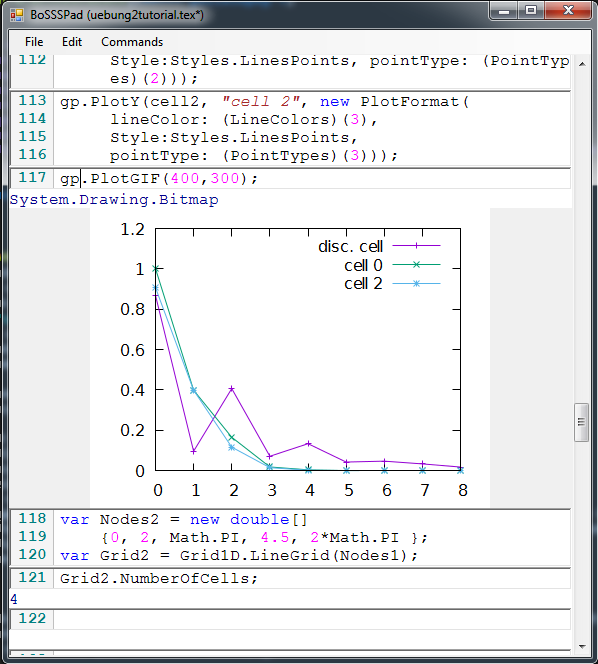 BoSSSPad (uebung2tutorial.tex*)
File Edit Commands
112 Style:Styles.LinesPoints, pointType: (PointTyp
es)(2)));
113 gp.PlotY(cell2, "cell 2", new PlotFormat(
114 lineColor: (LineColors)(3),
115 Style:Styles.LinesPoints,
116 pointType: (PointTypes)(3)));
117 gp.PlotGIF(400,300);
System.Drawing.Bitmap
1.2
disc. cell
1
cell 0
cell 2
0.8
0.6
0.4
0.2
0
0 1 2 3 4 5 6 7 8
118 var Nodes2 = new double[]
119 {0, 2, Math.PI, 4.5, 2*Math.PI };
120 var Grid2 = Grid1D.LineGrid(Nodes1);
121 Grid2.NumberOfCells;
4
122